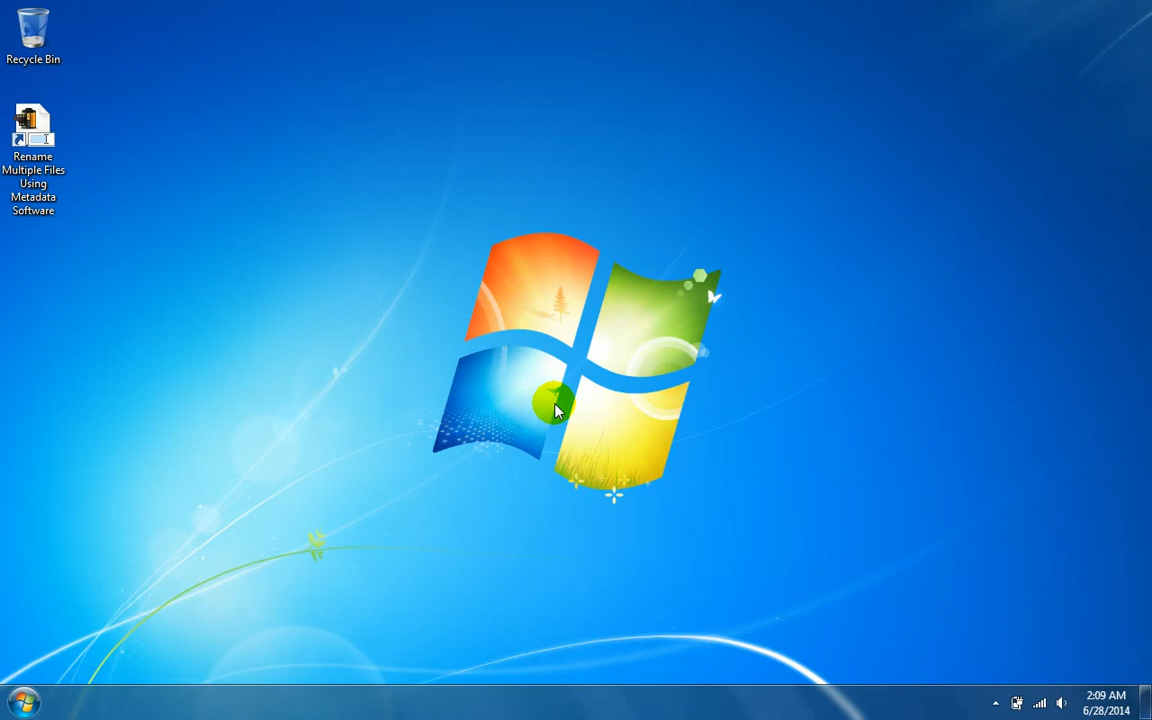 Recycle Bin
Rename
Multiple Files
Using
Metadata
Software
2:09 AM
6/28/2014